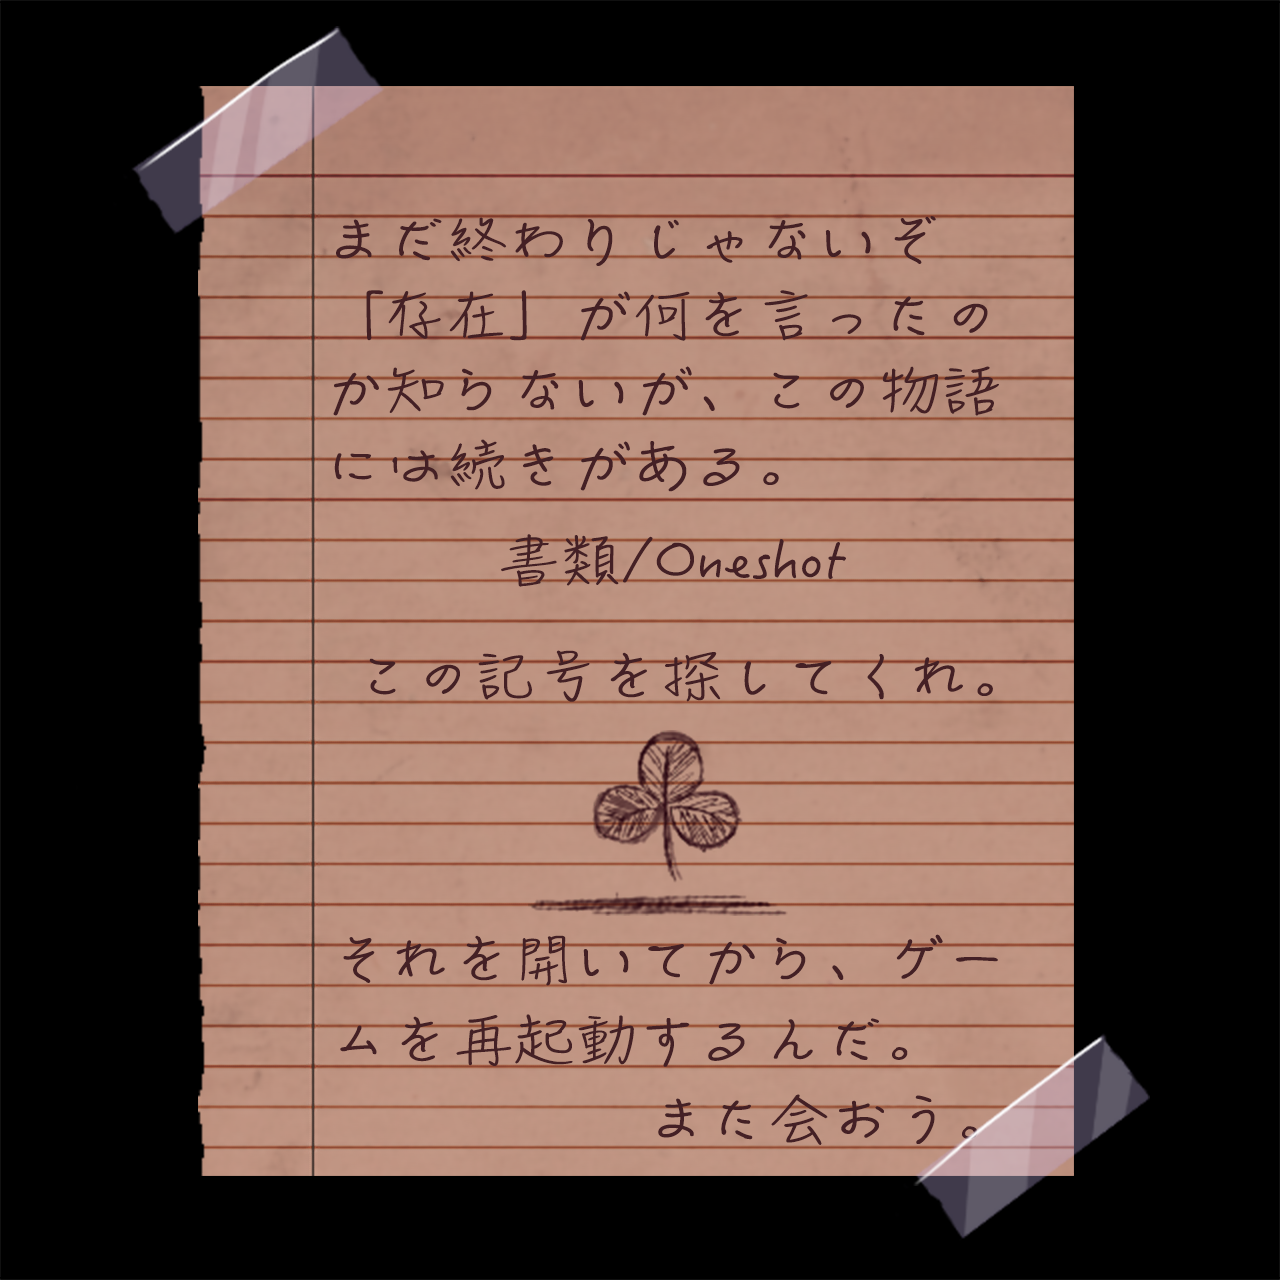 まだ終わりじゃないぞ
「存在」が何を言ったの
か知らないが、この物語
には続きがある。
書類/Oneshot
この記号を探してくれ。
それを開いてから、ゲー
ムを再起動するんだ。
また会おう。